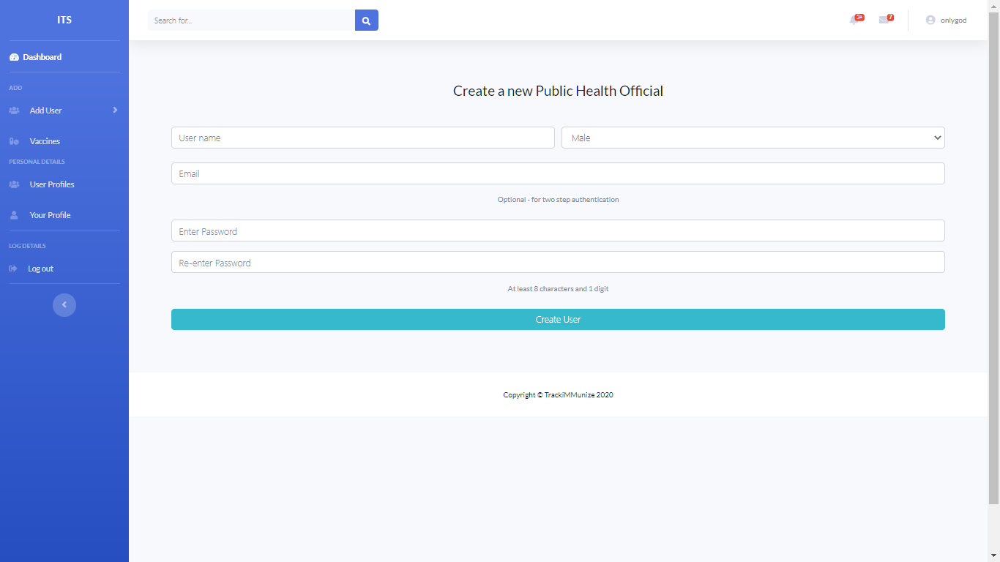 ITS
Dashboard
ADD
Add User
Vaccines
PERSONAL DETAILS
User Profiles
Your Profile
LOG DETAILS
Log out
Search for...
3+
7
onlygod
Create a new Public Health Official
User name
Male
Email
Optional - for two step authentication
Enter Password
Re-enter Password
At least 8 characters and 1 digit
Create User
Copyright © TrackiMMunize 2020